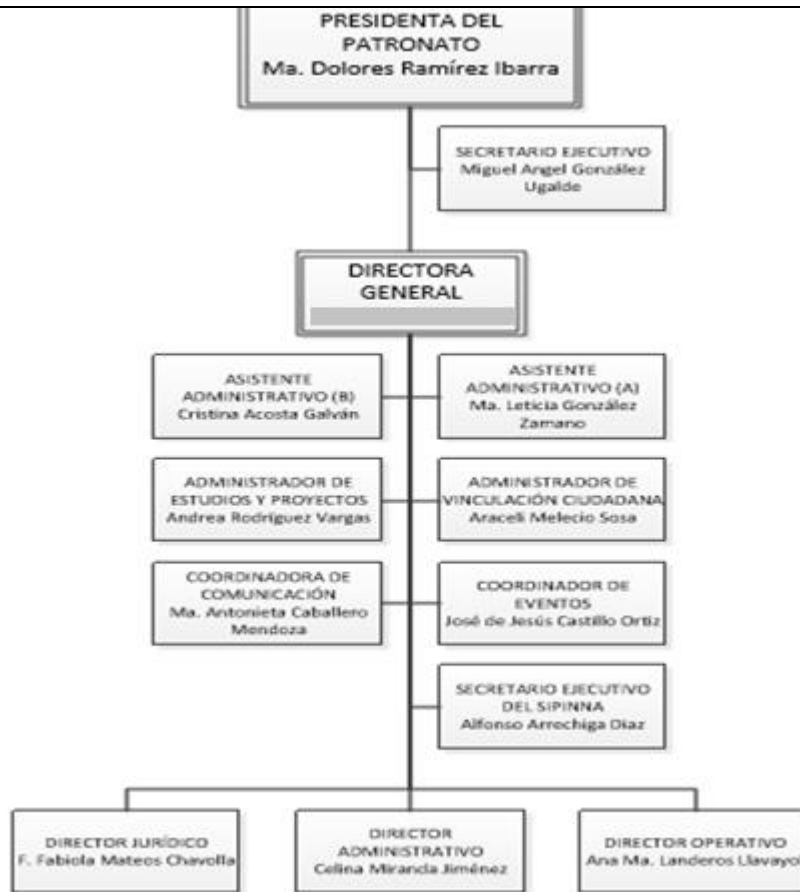 PRESIDENTA DEL
PATRONATO
Ma. Dolores Ramírez Ibarra
SECRETARIO EJECUTIVO
Miguel Angel González
Ugalde
DIRECTORA
GENERAL
ASISTENTE
ADMINISTRATIVO (B)
Cristina Acosta Galván
ASISTENTE
ADMINISTRATIVO (A)
Ma. Leticia González
Zamano
ADMINISTRADOR DE
ESTUDIOS Y PROYECTOS
Andrea Rodríguez Vargas
ADMINISTRADOR DE
VINCULACIÓN CIUDADANA
Araceli Melecio Sosa
COORDINADORA DE
COMUNICACIÓN
Ma. Antonieta Caballero
Mendoza
COORDINADOR DE
EVENTOS
José de Jesús Castillo Ortiz
SECRETARIO EJECUTIVO
DEL SIPINNA
Alfonso Arrechiga Diaz
DIRECTOR JURÍDICO
F. Fabiola Mateos Chavolla
DIRECTOR
ADMINISTRATIVO
Celina Miranda Jiménez
DIRECTOR OPERATIVO
Ana Ma. Landeros Llavayol